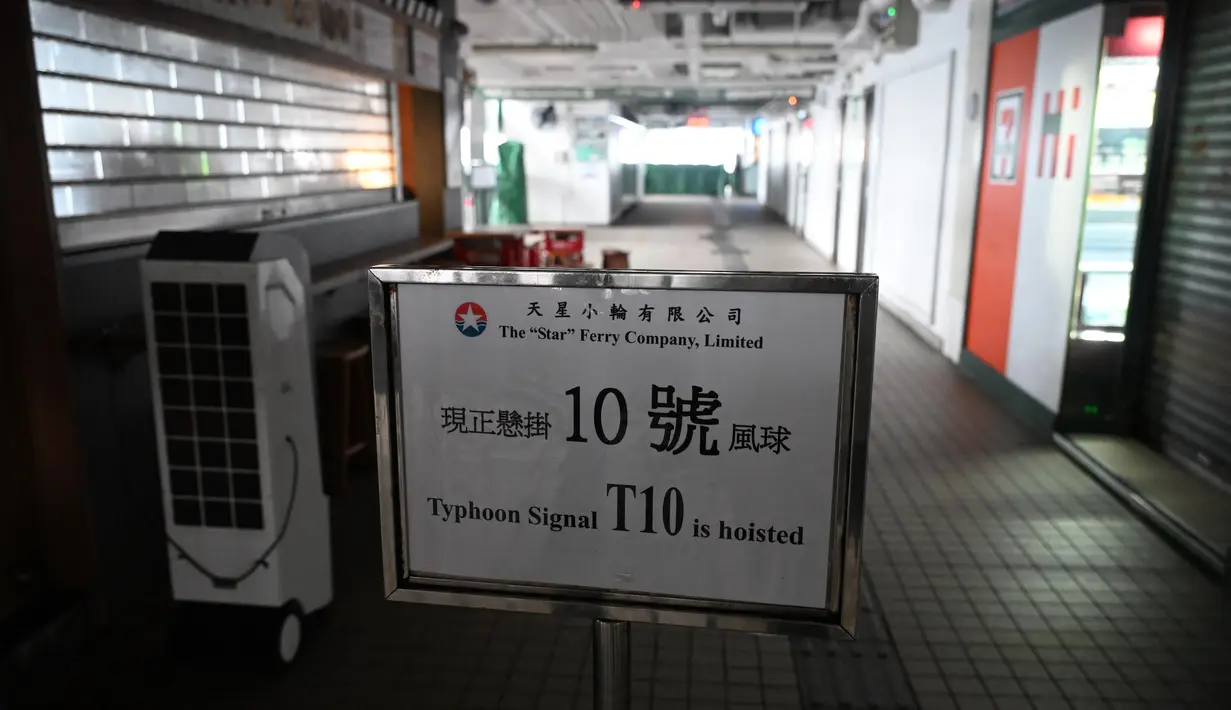 天星小輪有限公司
The “Star” Ferry Company, Limited
現正懸掛 10 號 風球
Typhoon Signal T10 is hoisted